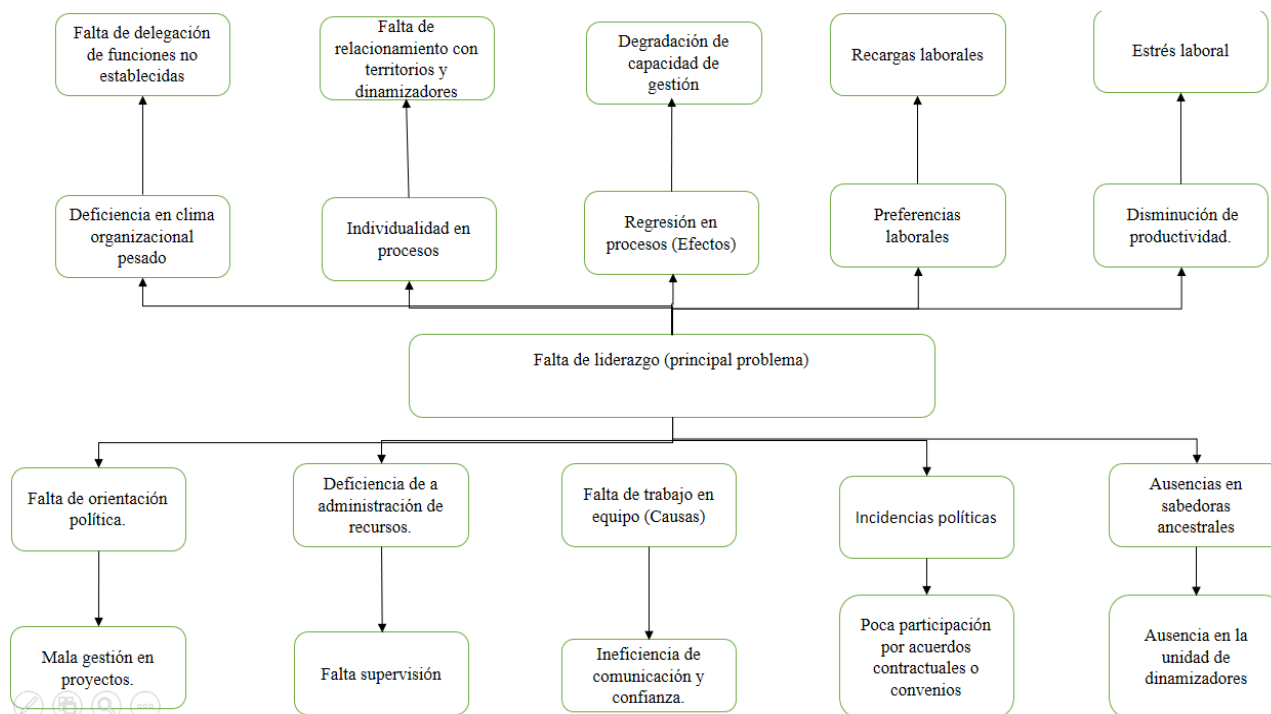 Falta de delegación
de funciones no
establecidas
Falta de
relacionamiento con
territorios y
dinamizadores
Degradación de
capacidad de
gestión
Recargas laborales
Estrés laboral
Deficiencia en clima
organizacional
pesado
Individualidad en
procesos
Regresión en
procesos (Efectos)
Preferencias
laborales
Disminución de
productividad.
Falta de liderazgo (principal problema)
Falta de orientación
política.
Deficiencia de a
administración de
recursos.
Falta de trabajo en
equipo (Causas)
Incidencias políticas
Ausencias en
sabedoras
ancestrales
Mala gestión en
proyectos.
Falta supervisión
Ineficiencia de
comunicación y
confianza.
Poca participación
por acuerdos
contractuales o
convenios
Ausencia en la
unidad de
dinamizadores